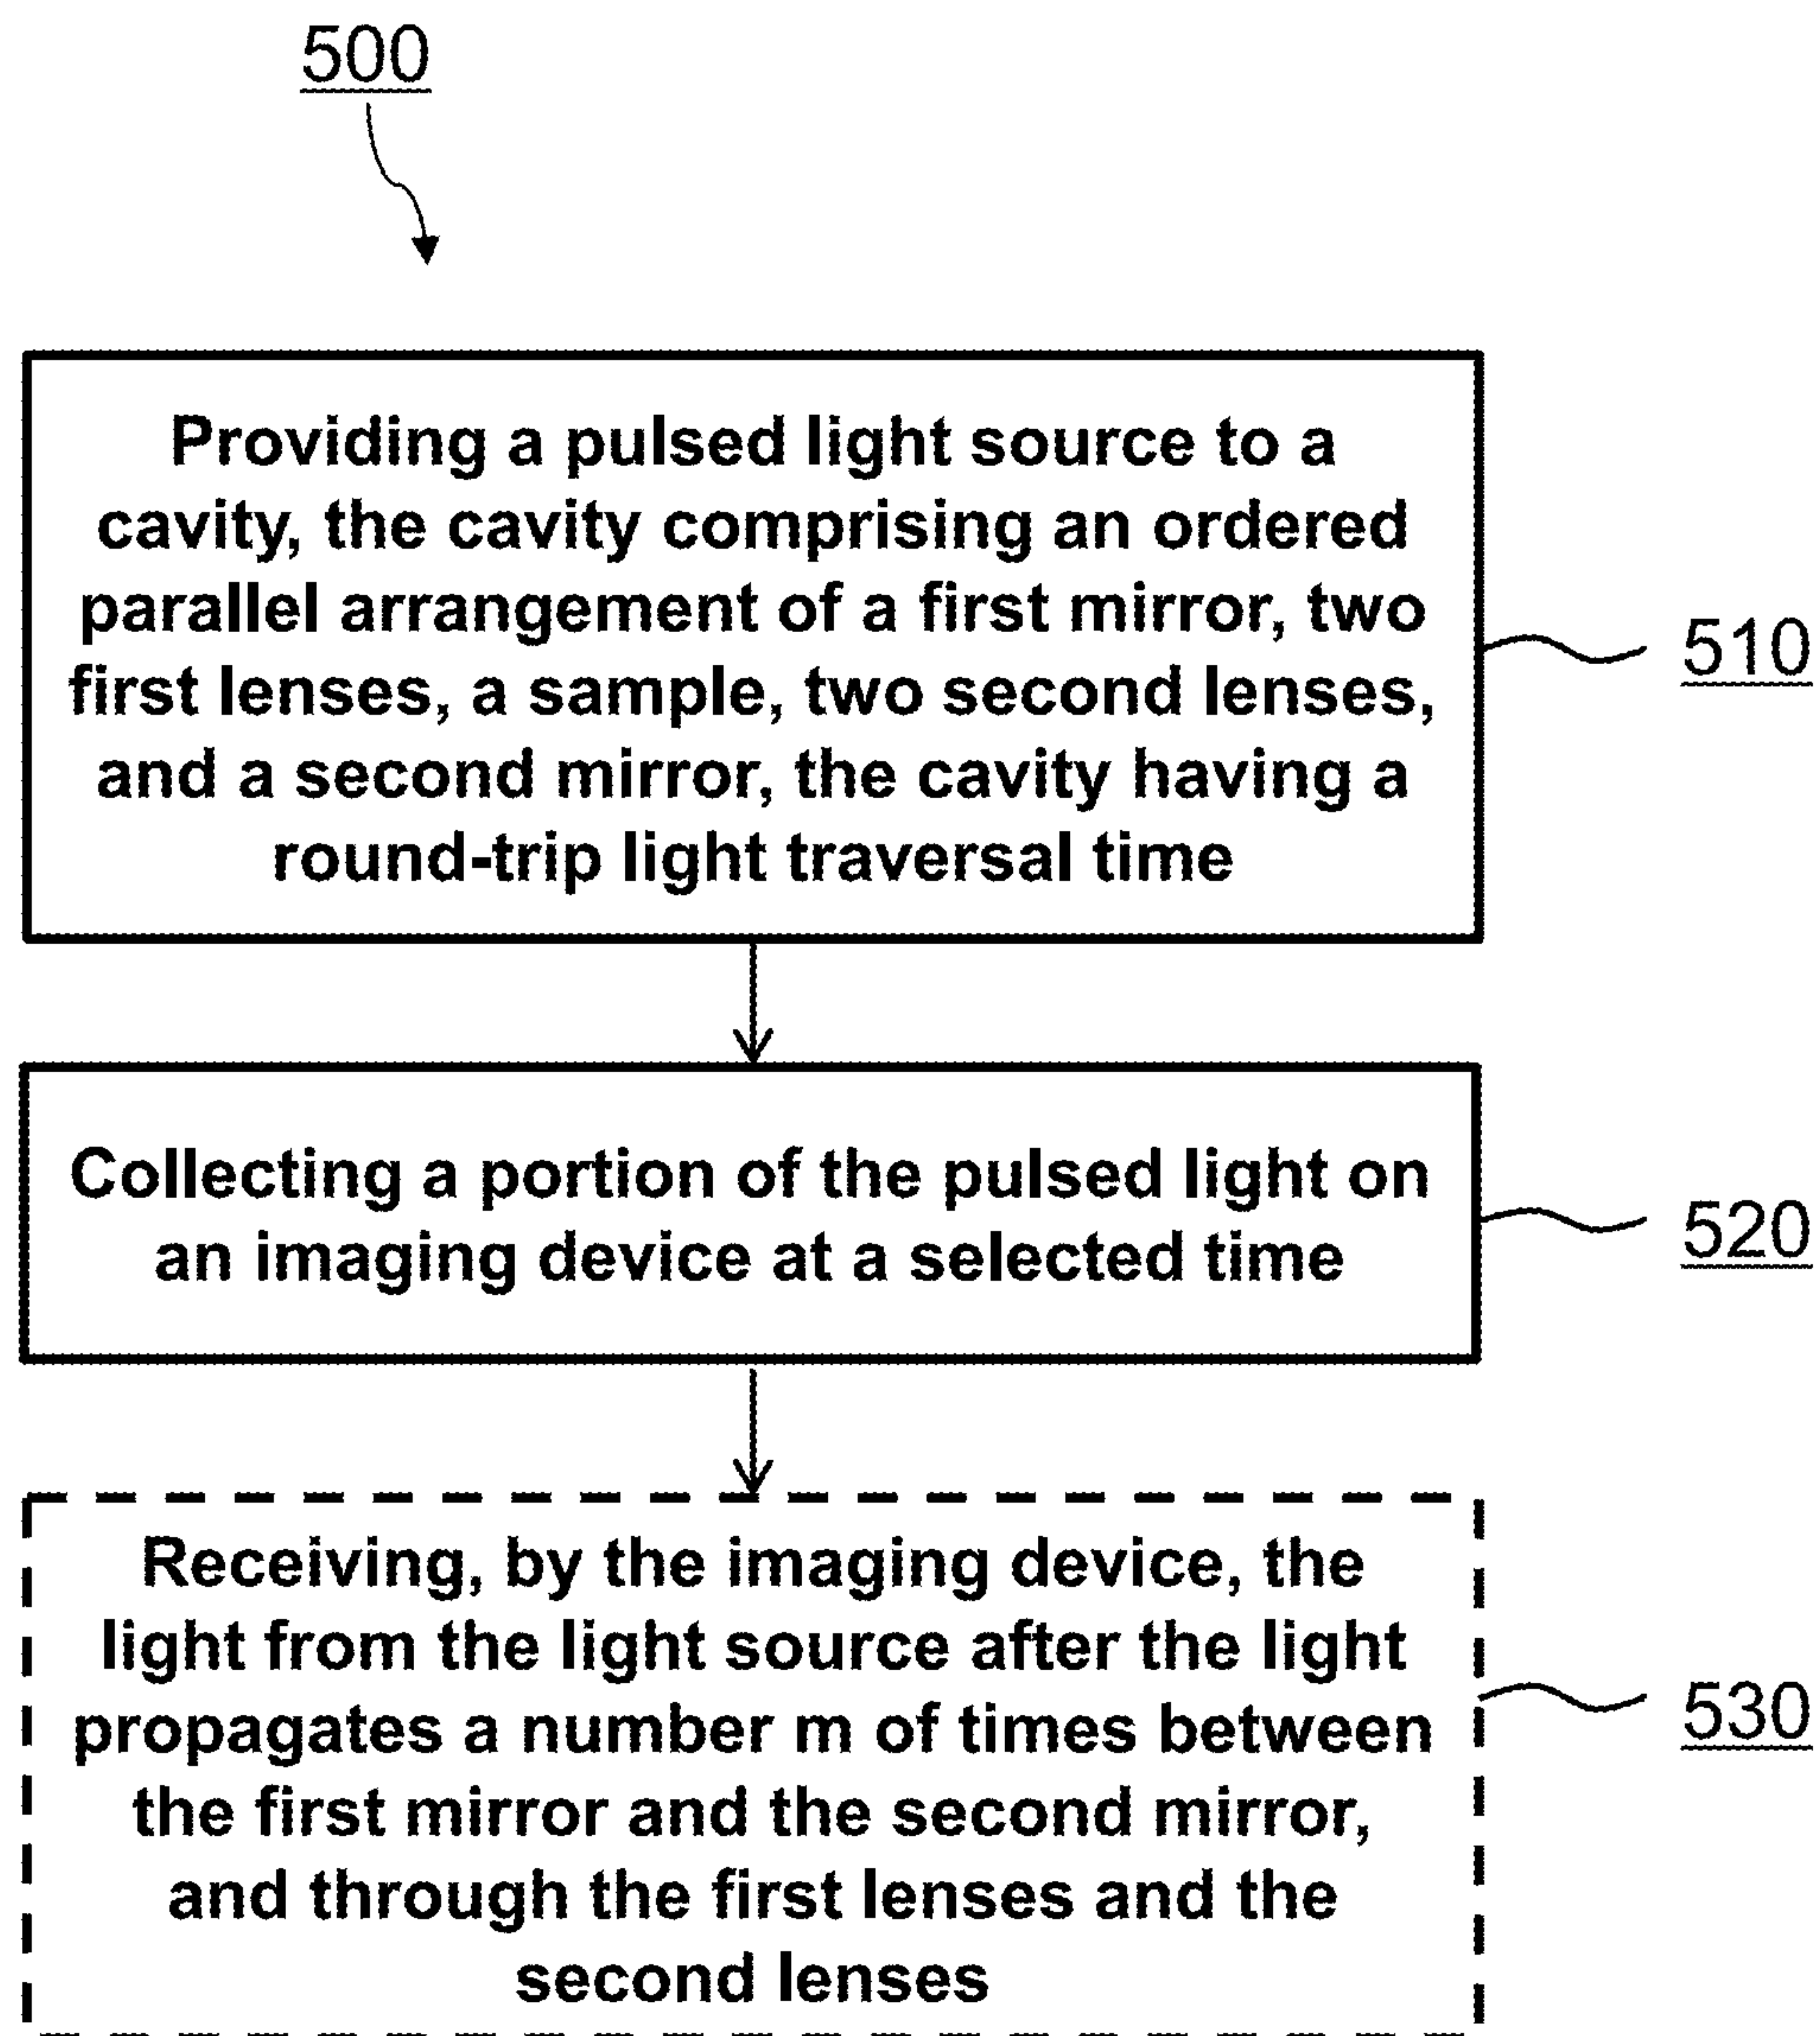 500
Providing a pulsed light source to a
cavity, the cavity comprising an ordered
parallel arrangement of a first mirror, two
first lenses, a sample, two second lenses,
and a second mirror, the cavity having a
round-trip light traversal time
510
Collecting a portion of the pulsed light on
an imaging device at a selected time
520
Receiving, by the imaging device, the
light from the light source after the light
propagates a number m of times between
the first mirror and the second mirror,
and through the first lenses and the
second lenses
530